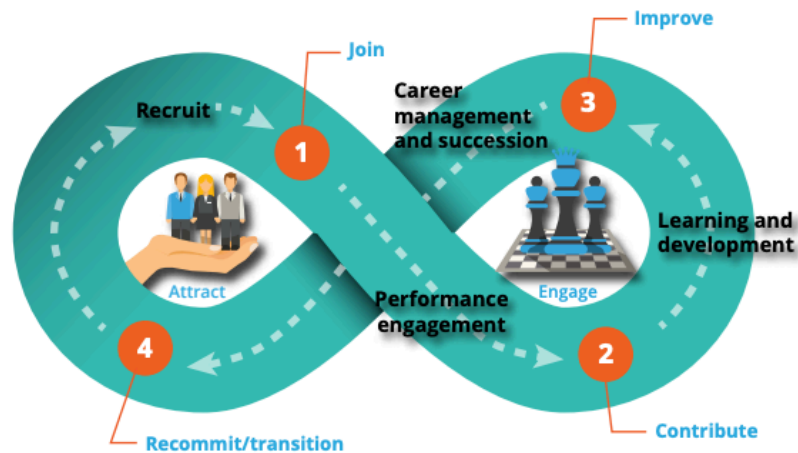 Improve
Join
Career
management
and succession
3
Recruit
1
Learning and
development
Attract
Engage
Performance
engagement
4
2
Contribute
Recommit/transition